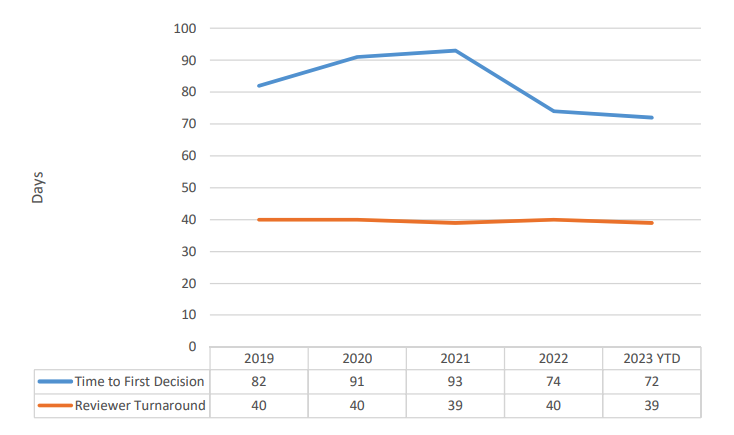 100
90
80
70
60
50
40
30
20
10
0
Days
2019 2020 2021 2022 2023 YTD
Time to First Decision 82 91 93 74 72
Reviewer Turnaround 40 40 39 40 39